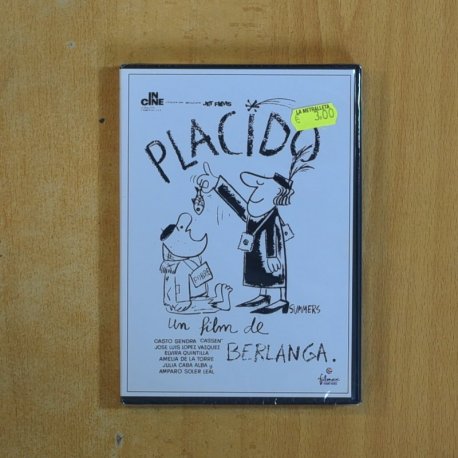 IN
CINE
JET FILMS
LA METRALLETA
€ 3,00
PLACIDO
SUMMERS
un film de
BERLANGA.
CASTO SENDRA "CASSEN"
JOSE LUIS LOPEZ VAZQUEZ
ELVIRA QUINTILLA
AMELIA DE LA TORRE
JULIA CABA ALBA y
AMPARO SOLER LEAL
filmax